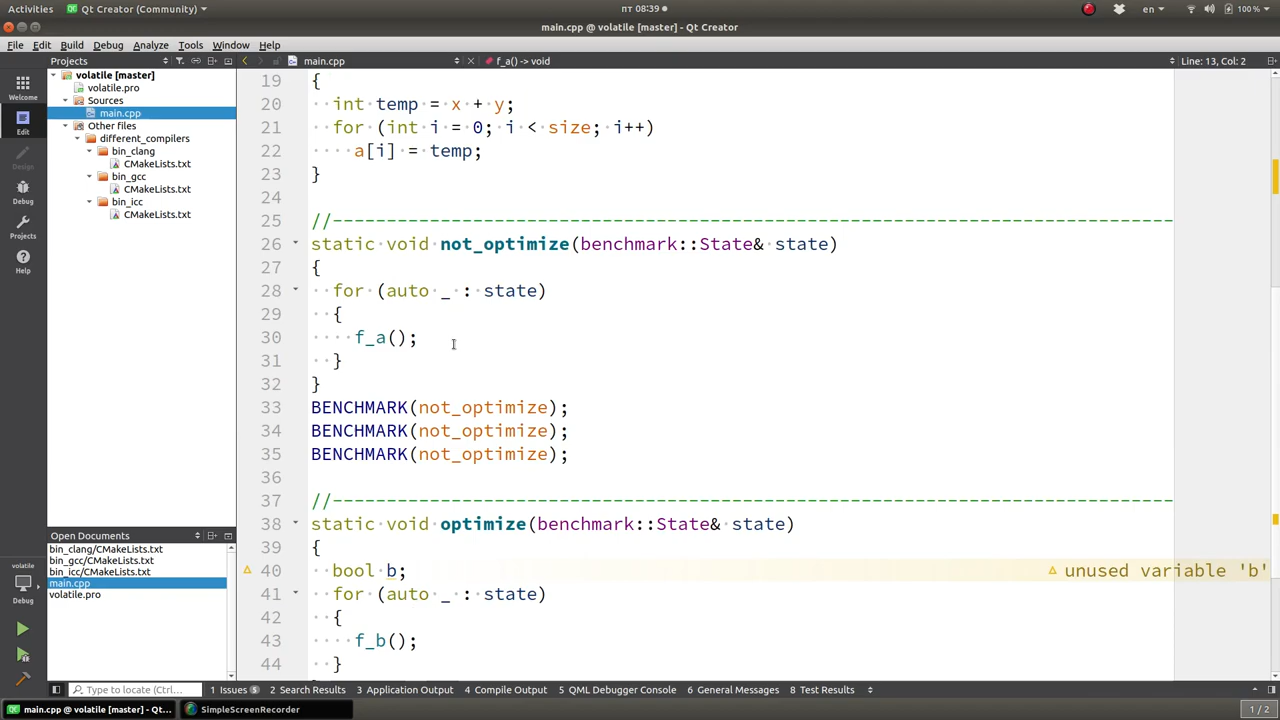 Activities Qt Creator (Community) пт 08:39 en 100 %
main.cpp @ volatile [master] - Qt Creator
File Edit Build Debug Analyze Tools Window Help
Projects main.cpp f_a() -> void Line: 13, Col: 2
volatile [master]
volatile.pro
Sources
main.cpp
Other files
different_compilers
bin_clang
CMakeLists.txt
bin_gcc
CMakeLists.txt
bin_icc
CMakeLists.txt
Welcome
Edit
Design
Debug
Projects
Help
19 {
20 int temp = x + y;
21 for (int i = 0; i < size; i++)
22 a[i] = temp;
23 }
24
25 //------------------------------------------------------------------------------
26 static void not_optimize(benchmark::State& state)
27 {
28 for (auto _ : state)
29 {
30 f_a();
31 }
32 }
33 BENCHMARK(not_optimize);
34 BENCHMARK(not_optimize);
35 BENCHMARK(not_optimize);
36
37 //------------------------------------------------------------------------------
38 static void optimize(benchmark::State& state)
39 {
40 bool b; unused variable 'b'
41 for (auto _ : state)
42 {
43 f_b();
44 }
Open Documents
bin_clang/CMakeLists.txt
bin_gcc/CMakeLists.txt
bin_icc/CMakeLists.txt
main.cpp
volatile.pro
volatile
Debug
Type to locate (Ctrl... 1 Issues 5 2 Search Results 3 Application Output 4 Compile Output 5 QML Debugger Console 6 General Messages 8 Test Results
main.cpp @ volatile [master] - Qt... SimpleScreenRecorder 1 / 2